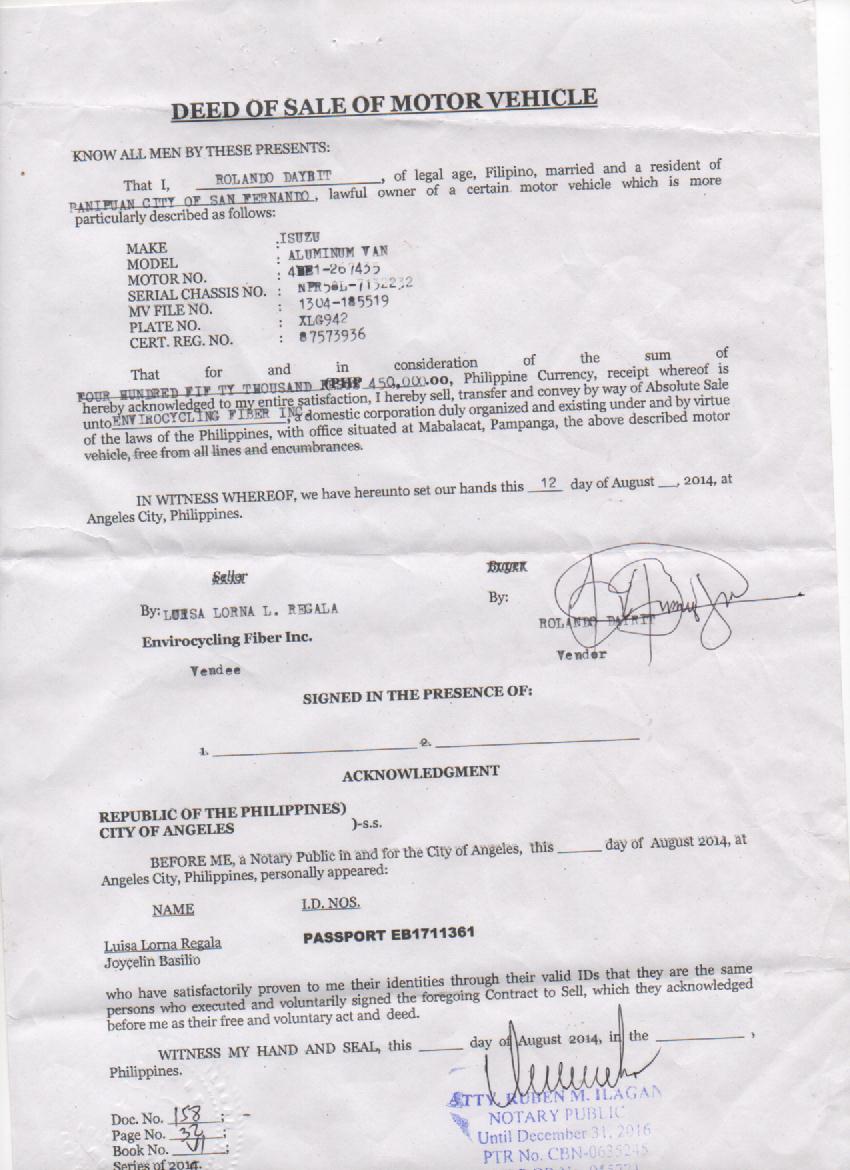 DEED OF SALE OF MOTOR VEHICLE
KNOW ALL MEN BY THESE PRESENTS:
That I, ROLANDO DAYRIT, of legal age, Filipino, married and a resident of
PANIPUAN CITY OF SAN FERNANDO, lawful owner of a certain motor vehicle which is more
particularly described as follows:
MAKE : ISUZU
MODEL : ALUMINUM VAN
MOTOR NO. : -267455
SERIAL CHASSIS NO. :
MV FILE NO. : 1304-185519
PLATE NO. : XLG942
CERT. REG. NO. : 87573936
That for and in consideration of the sum of
FOUR HUNDRED FIF TY THOUSAND PHP 450,000.00, Philippine Currency, receipt whereof is
hereby acknowledged to my entire satisfaction, I hereby sell, transfer and convey by way of Absolute Sale
unto ENVIROCYCLING FIBER INC, a domestic corporation duly organized and existing under and by virtue
of the laws of the Philippines, with office situated at Mabalacat, Pampanga, the above described motor
vehicle, free from all lines and encumbrances.
IN WITNESS WHEREOF, we have hereunto set our hands this 12 day of August __, 2014, at
Angeles City, Philippines.
Seller Buyer
By: LUISA LORNA L. REGALA By:
ROLANDO DAYRIT
Envirocycling Fiber Inc.
Vendee Vendor
SIGNED IN THE PRESENCE OF:
1. ____________ 2. ____________
ACKNOWLEDGMENT
REPUBLIC OF THE PHILIPPINES)
CITY OF ANGELES )-s.s.
BEFORE ME, a Notary Public in and for the City of Angeles, this _____ day of August 2014, at
Angeles City, Philippines, personally appeared:
NAME I.D. NOS.
Luisa Lorna Regala PASSPORT EB1711361
Joycelin Basilio
who have satisfactorily proven to me their identities through their valid IDs that they are the same
persons who executed and voluntarily signed the foregoing Contract to Sell, which they acknowledged
before me as their free and voluntary act and deed.
WITNESS MY HAND AND SEAL, this _____ day of August 2014, in the __________,
Philippines.
ATTY. RUBEN M. ILAGAN
NOTARY PUBLIC
Until December 31, 2016
PTR No. CBN-0635245
Doc. No. 158;
Page No. 32;
Book No. VI;
Series of 2014.